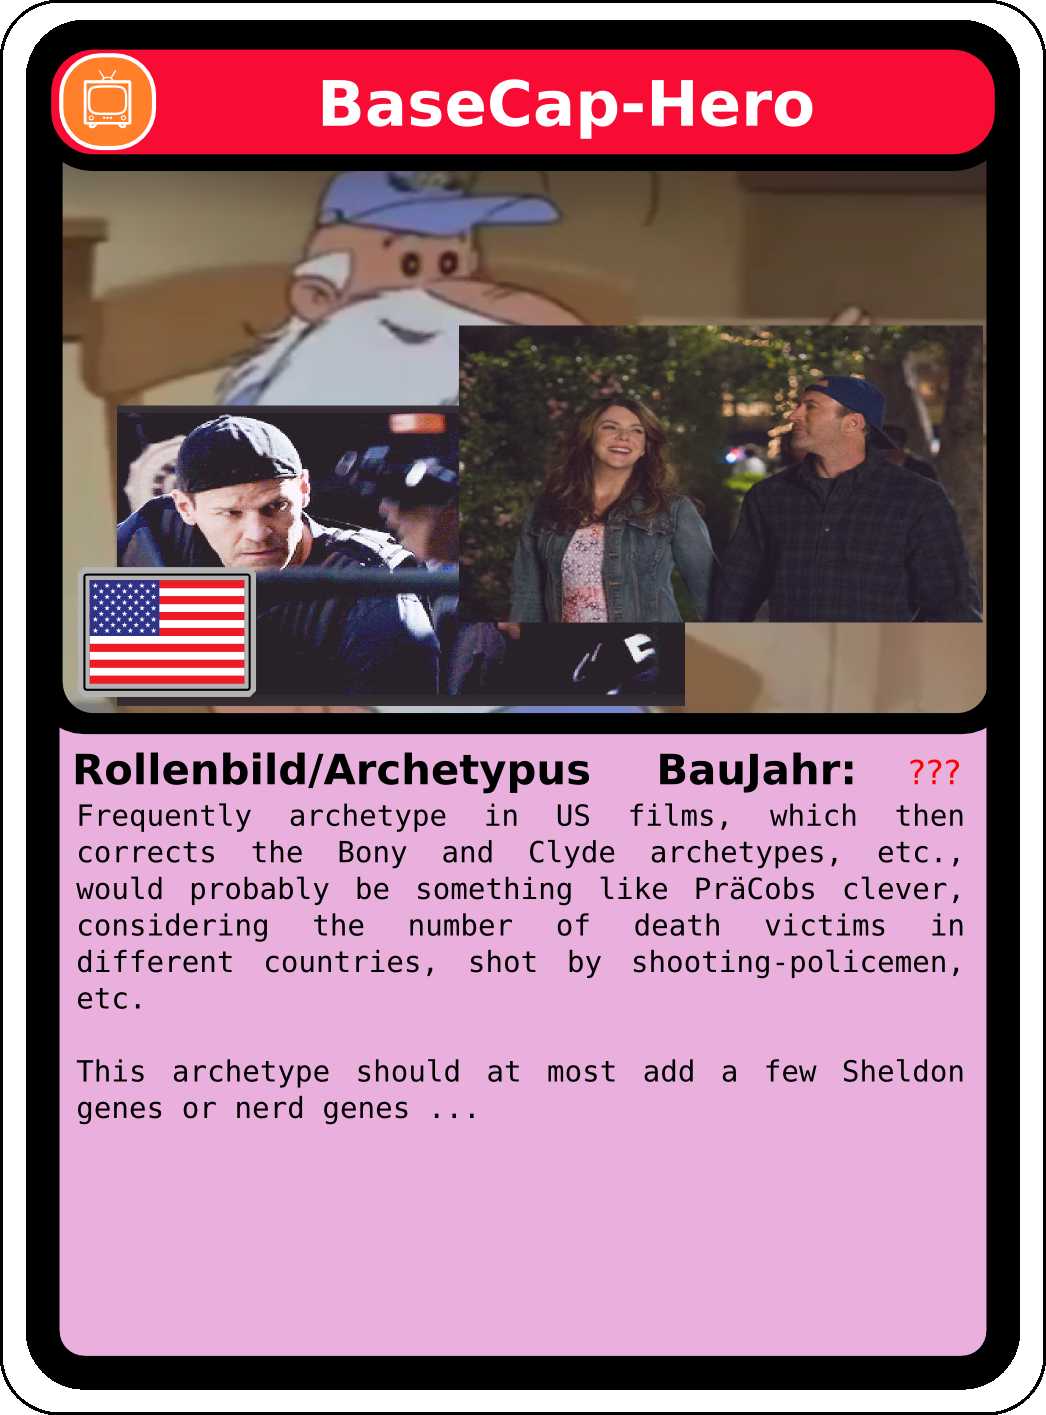 BaseCap-Hero
Rollenbild/Archetypus BauJahr: ???
Frequently archetype in US films, which then
corrects the Bony and Clyde archetypes, etc.,
would probably be something like PräCobs clever,
considering the number of death victims in
different countries, shot by shooting-policemen,
etc.
This archetype should at most add a few Sheldon
genes or nerd genes ...